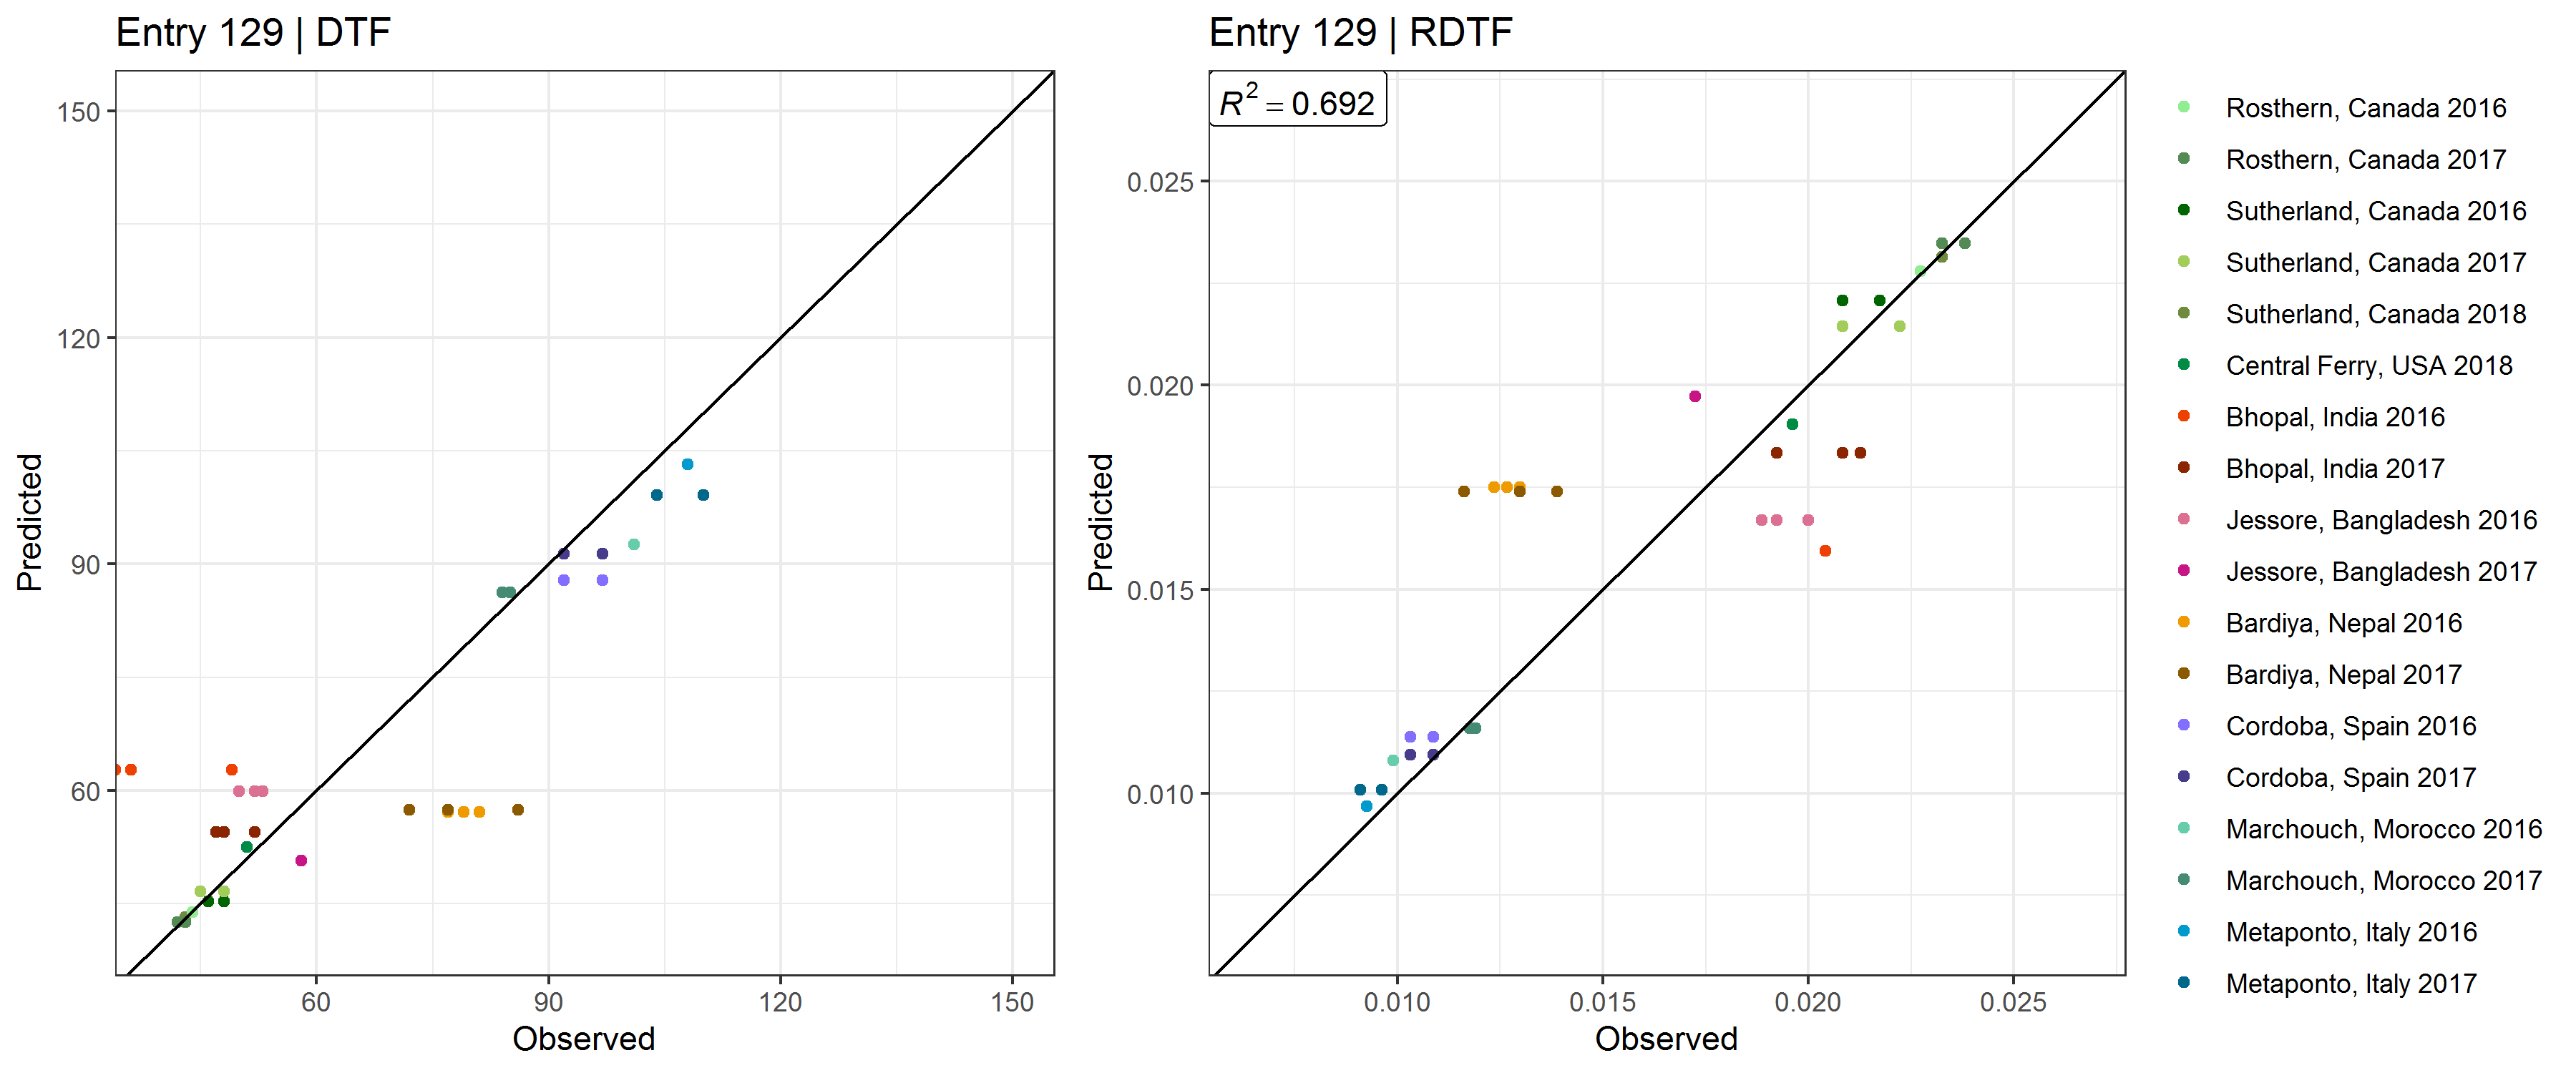 Entry 129 | DTF
150
120
90
60
60
90
120
150
Predicted
Observed
Entry 129 | RDTF
R² = 0.692
0.025
0.020
0.015
0.010
0.010
0.015
0.020
0.025
Predicted
Observed
Rosthern, Canada 2016
Rosthern, Canada 2017
Sutherland, Canada 2016
Sutherland, Canada 2017
Sutherland, Canada 2018
Central Ferry, USA 2018
Bhopal, India 2016
Bhopal, India 2017
Jessore, Bangladesh 2016
Jessore, Bangladesh 2017
Bardiya, Nepal 2016
Bardiya, Nepal 2017
Cordoba, Spain 2016
Cordoba, Spain 2017
Marchouch, Morocco 2016
Marchouch, Morocco 2017
Metaponto, Italy 2016
Metaponto, Italy 2017